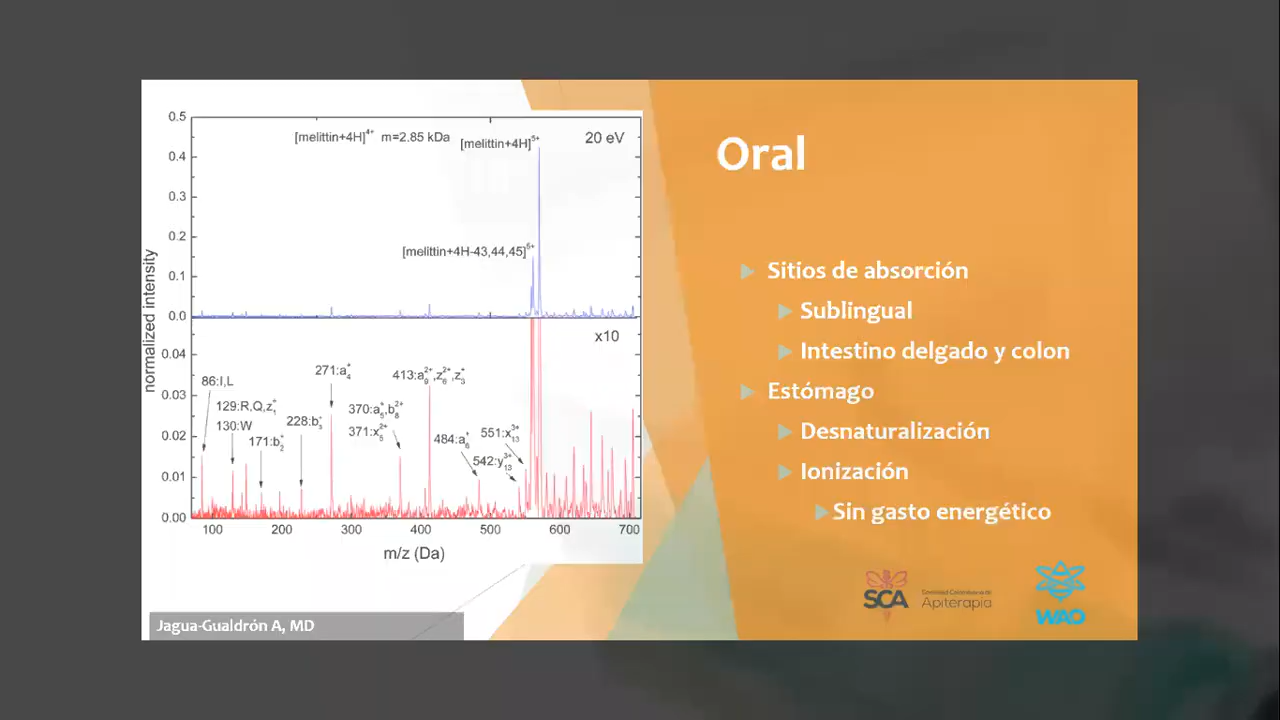 0.5
[melittin+4H]4+ m=2.85 kDa
[melittin+4H]5+
20 eV
0.4
0.3
0.2
[melittin+4H-43,44,45]5+
0.1
0.0
x10
0.04
0.03
0.02
0.01
0.00
normalized intensity
86:I,L
129:R,Q,z1+
130:W
171:b2+
228:b3+
271:a4+
370:a5+,b82+
371:x52+
413:a92+,z62+,z3+
484:a6+
551:x133+
542:y133+
100 200 300 400 500 600 700
m/z (Da)
Jagua-Gualdrón A, MD
Oral
Sitios de absorción
Sublingual
Intestino delgado y colon
Estómago
Desnaturalización
Ionización
Sin gasto energético
SCA
Apiterapia
WAO